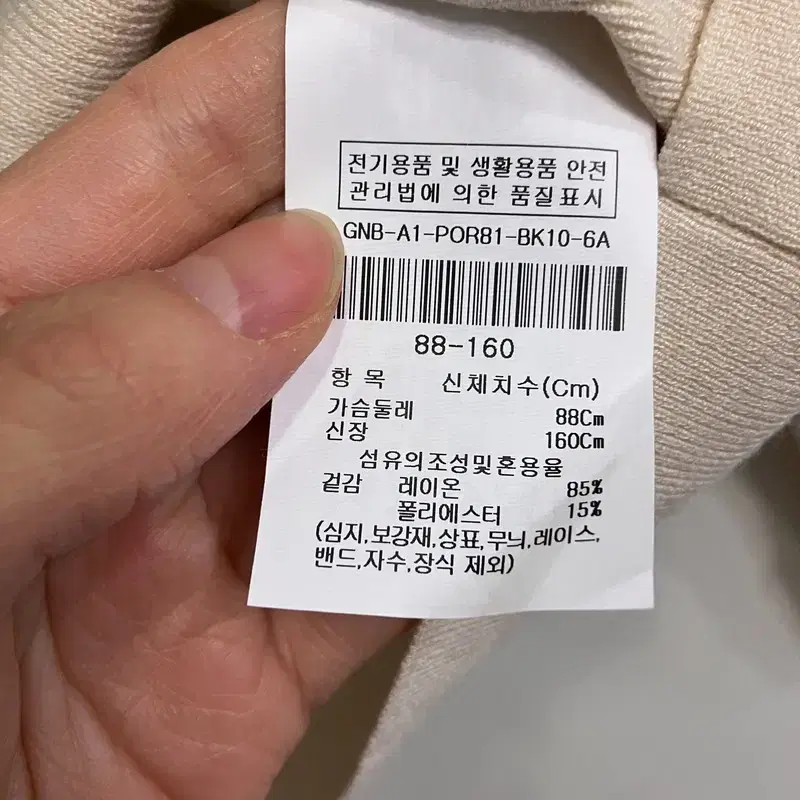 전기용품 및 생활용품 안전
관리법에 의한 품질표시
GNB-A1-POR81-BK10-6A
88-160
항 목 신체치수(Cm)
가슴둘레 88Cm
신장 160Cm
섬유의조성및혼용율
겉감 레이온 85%
폴리에스터 15%
(심지,보강재,상표,무늬,레이스,
밴드,자수,장식 제외)